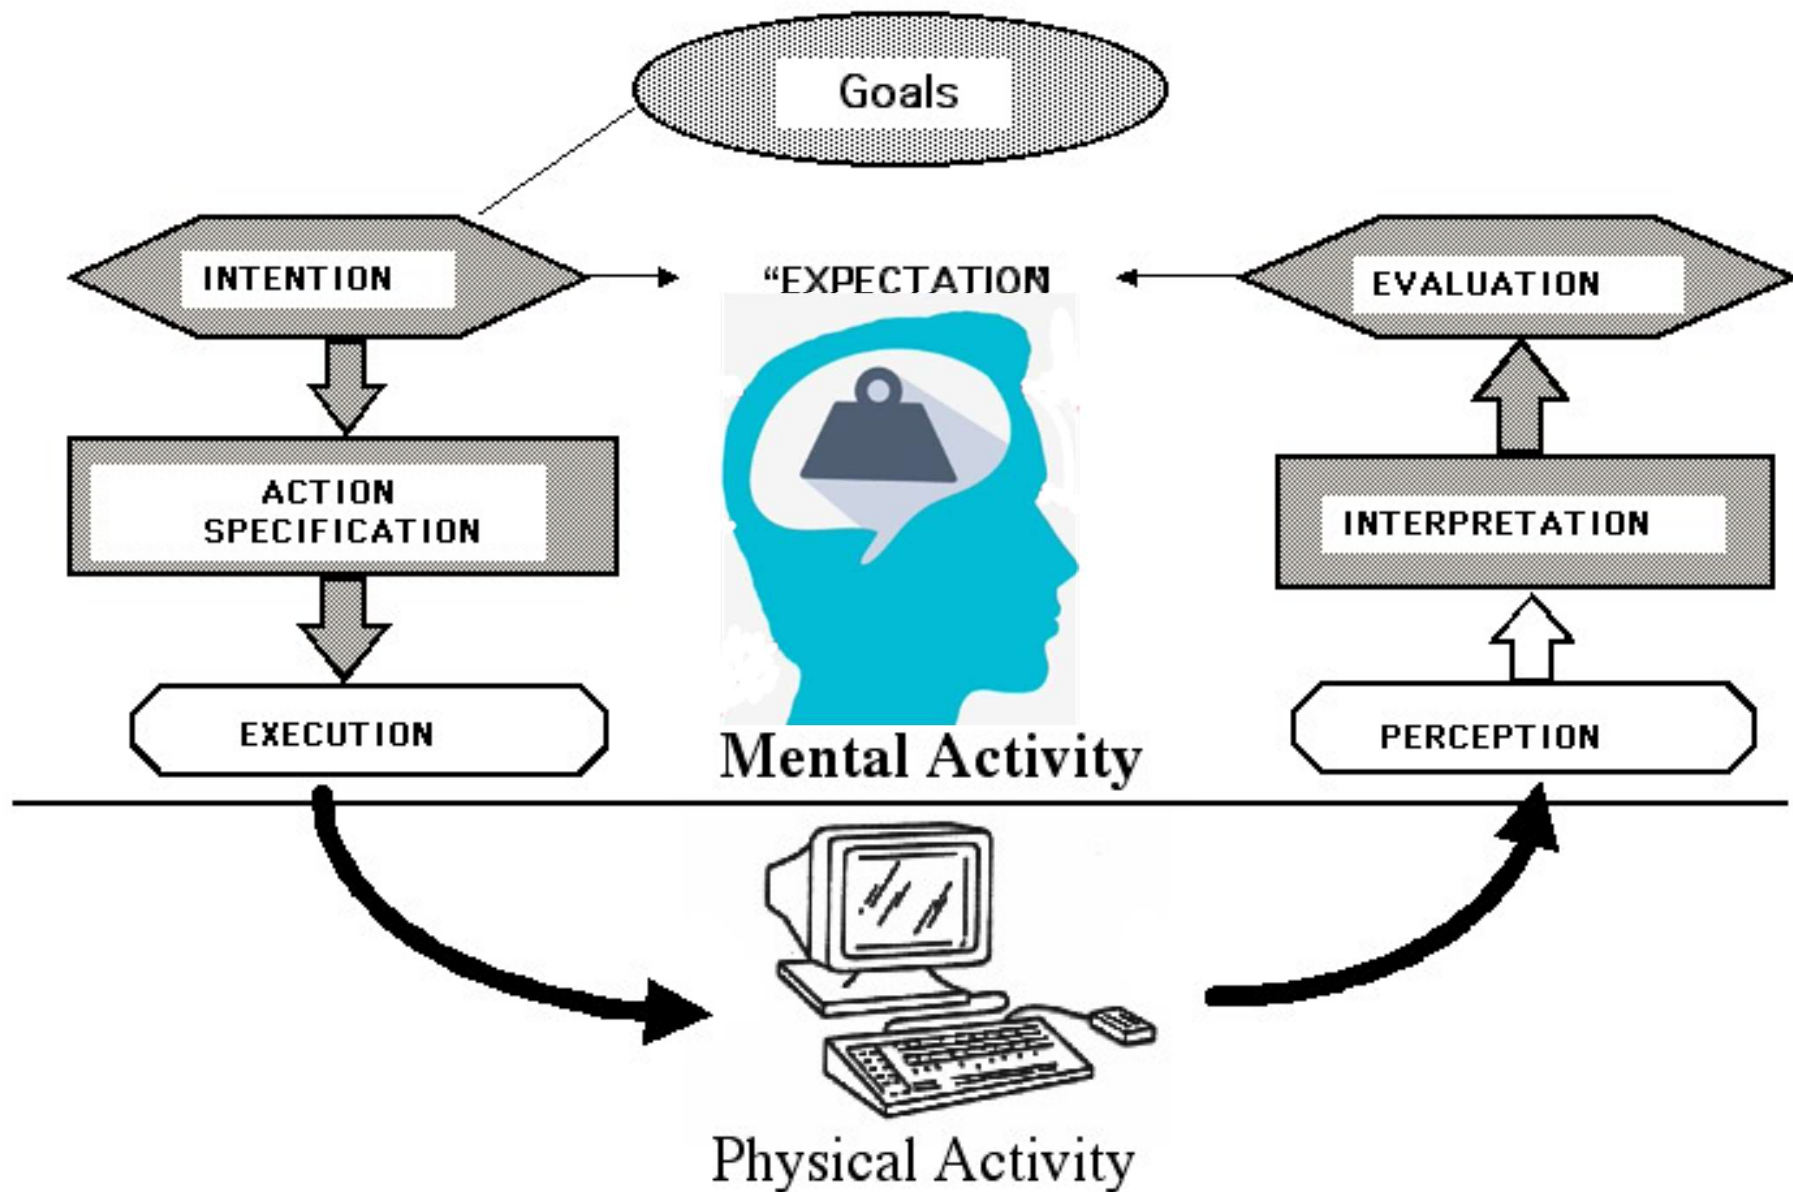 Goals
INTENTION
“EXPECTATION
EVALUATION
ACTION
SPECIFICATION
INTERPRETATION
EXECUTION
PERCEPTION
Mental Activity
Physical Activity